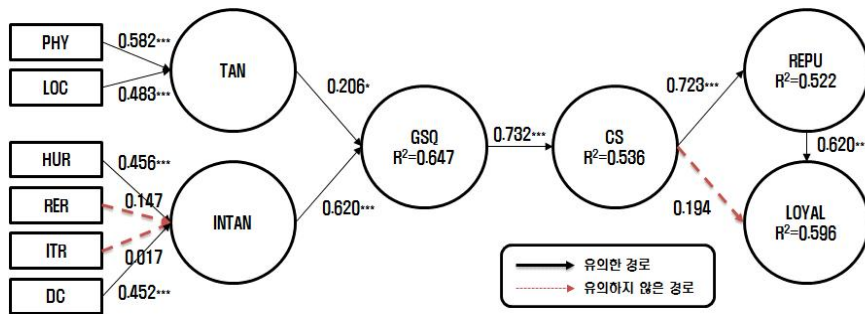 PHY
0.582***
LOC
0.483***
TAN
HUR
0.456***
RER
0.147
ITR
0.017
DC
0.452***
INTAN
0.206*
0.620***
GSQ
R²=0.647
0.732***
CS
R²=0.536
0.723***
0.194
REPU
R²=0.522
0.620**
LOYAL
R²=0.596
유의한 경로
유의하지 않은 경로